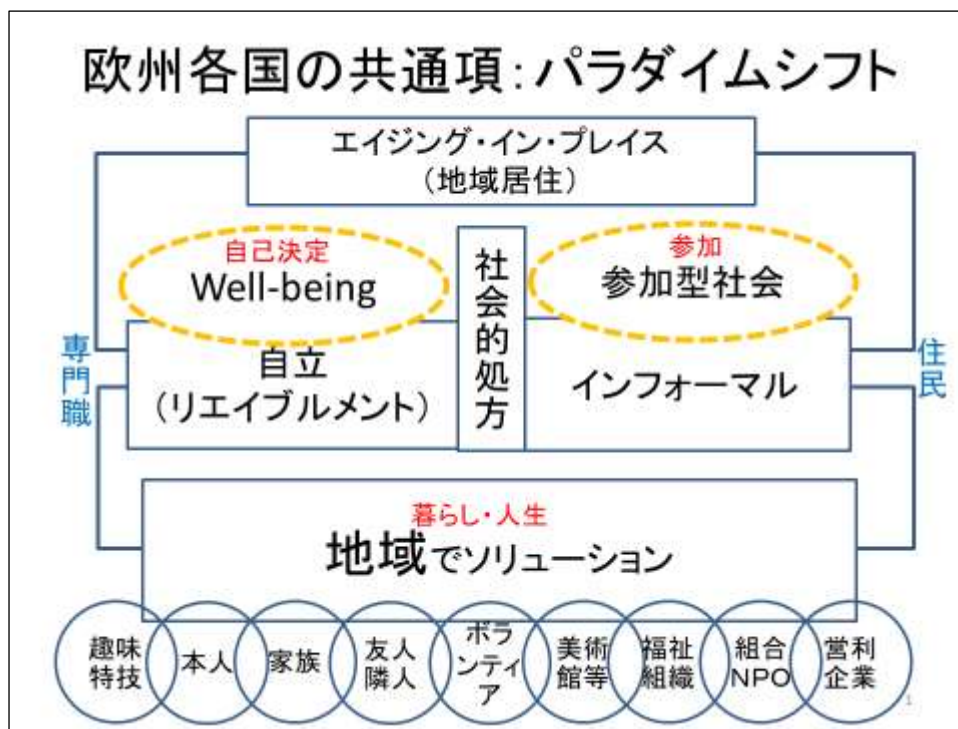 欧州各国の共通項：パラダイムシフト
エイジング・イン・プレイス
（地域居住）
自己決定
Well-being
社会的処方
参加
参加型社会
専門職
自立
（リエイブルメント）
インフォーマル
住民
暮らし・人生
地域でソリューション
趣味
特技
本人
家族
友人
隣人
ボラ
ンティ
ア
美術
館等
福祉
組織
組合
NPO
営利
企業
1